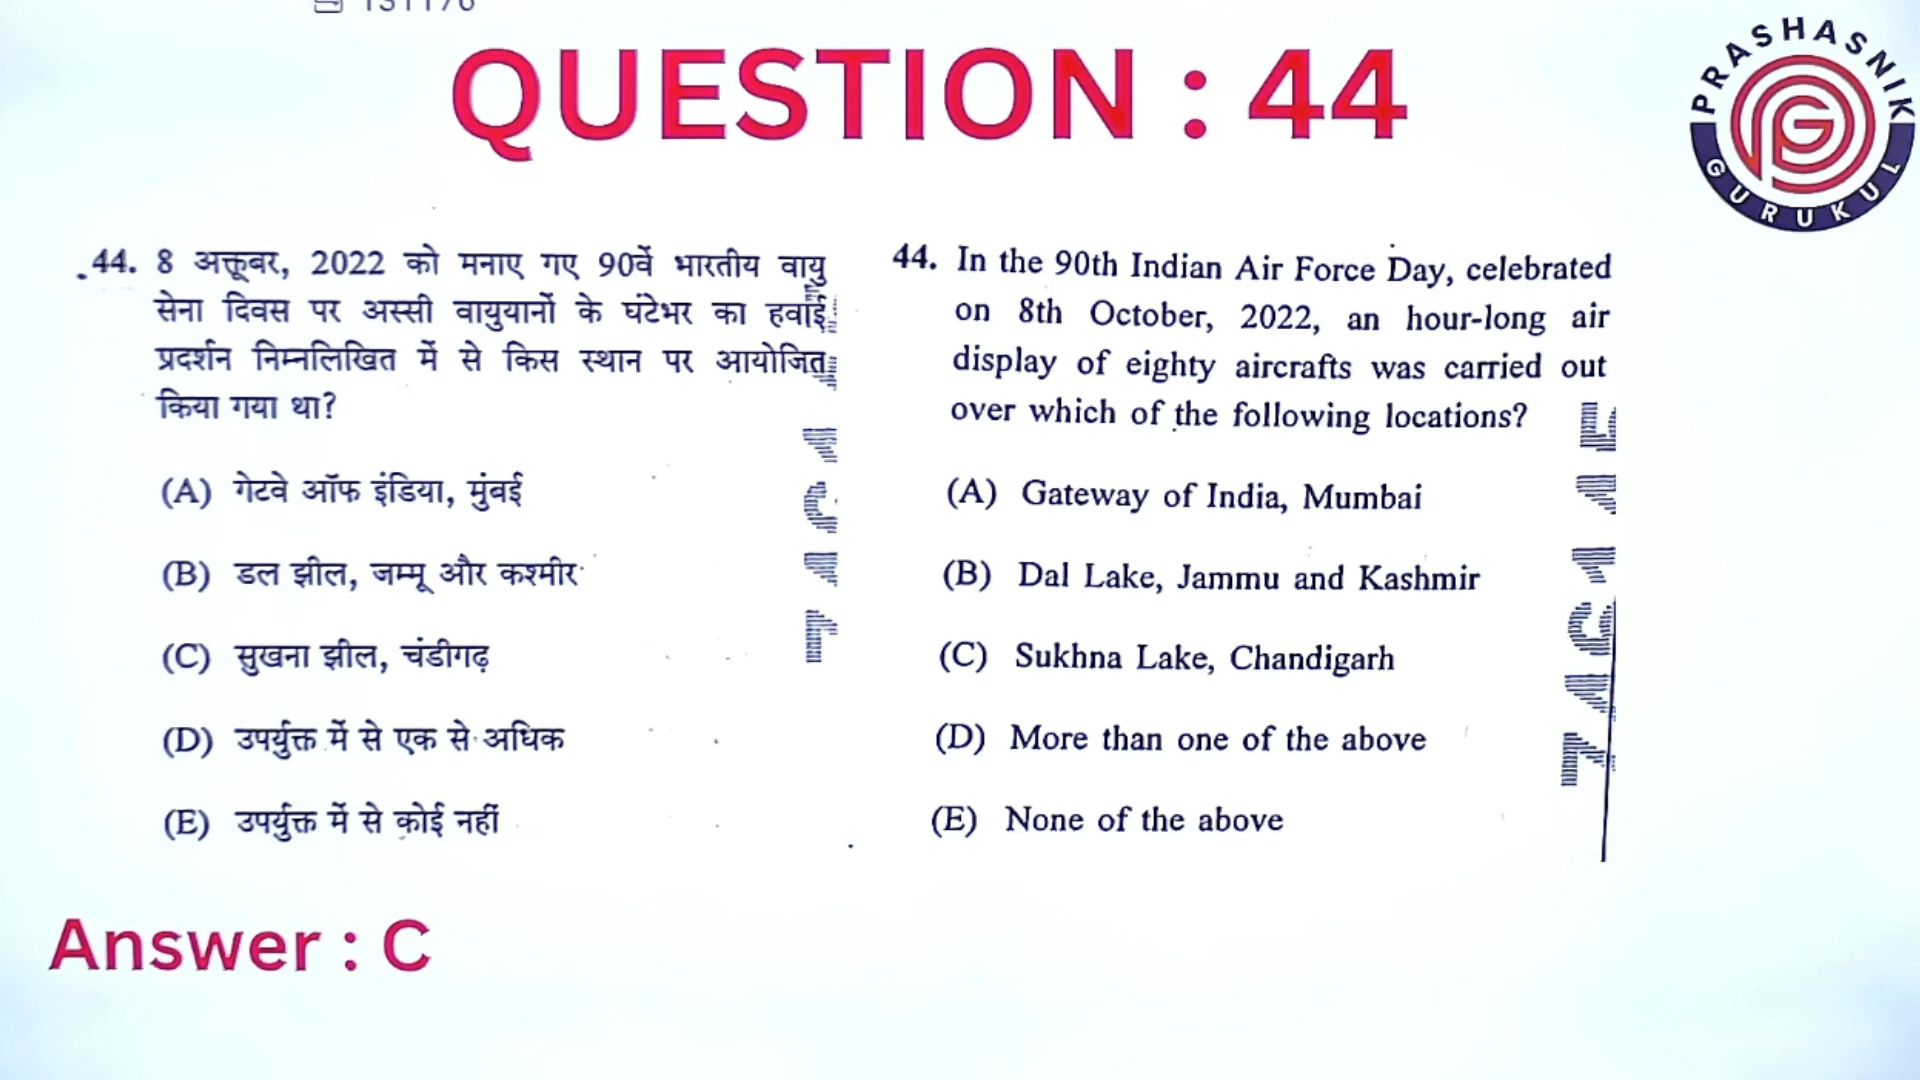 QUESTION : 44
PRASHASNIK
GURUKUL
44. 8 अक्तूबर, 2022 को मनाए गए 90वें भारतीय वायु
सेना दिवस पर अस्सी वायुयानों के घंटेभर का हवाई
प्रदर्शन निम्नलिखित में से किस स्थान पर आयोजित
किया गया था?
(A) गेटवे ऑफ इंडिया, मुंबई
(B) डल झील, जम्मू और कश्मीर
(C) सुखना झील, चंडीगढ़
(D) उपर्युक्त में से एक से अधिक
(E) उपर्युक्त में से कोई नहीं
44. In the 90th Indian Air Force Day, celebrated
on 8th October, 2022, an hour-long air
display of eighty aircrafts was carried out
over which of the following locations?
(A) Gateway of India, Mumbai
(B) Dal Lake, Jammu and Kashmir
(C) Sukhna Lake, Chandigarh
(D) More than one of the above
(E) None of the above
Answer : C